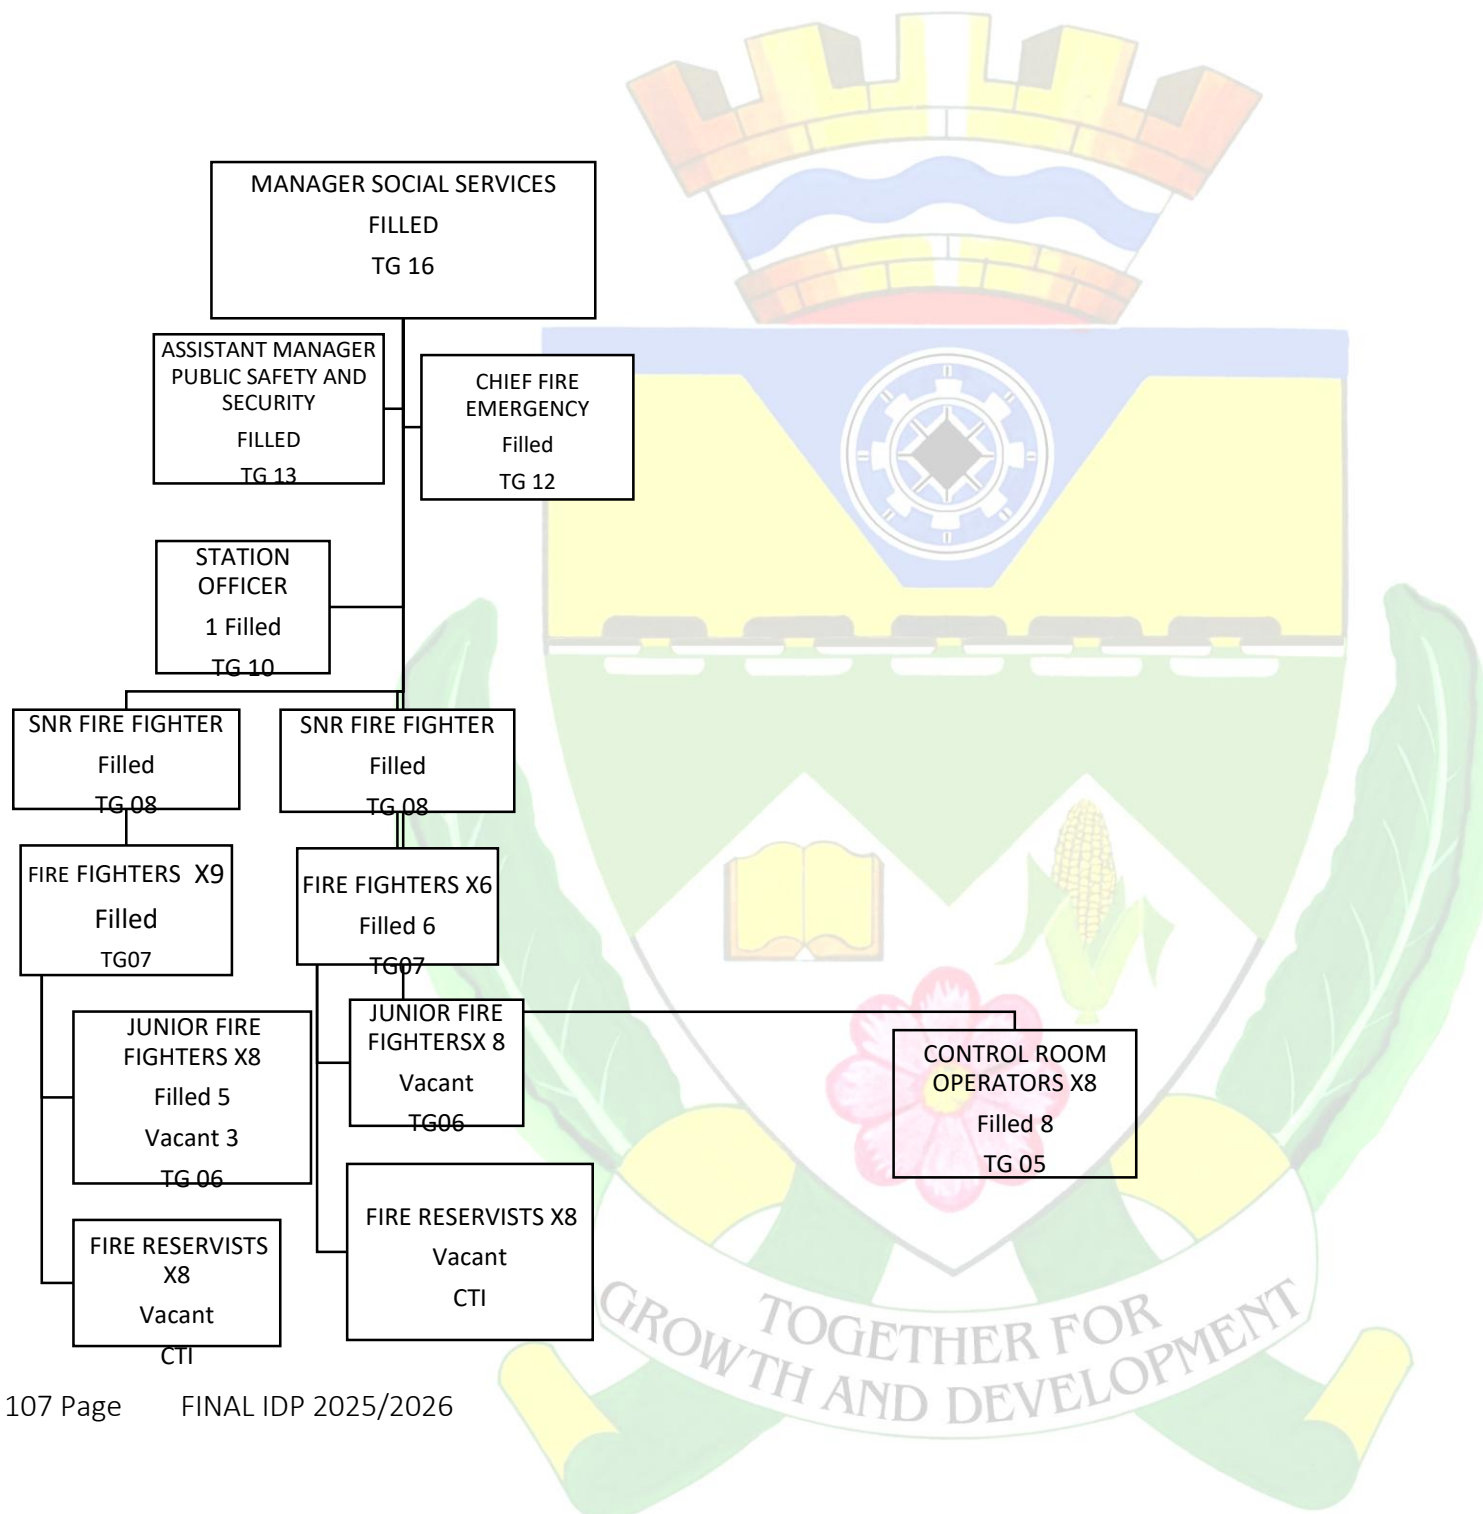 MANAGER SOCIAL SERVICES
FILLED
TG 16
ASSISTANT MANAGER
PUBLIC SAFETY AND
SECURITY
FILLED
TG 13
CHIEF FIRE
EMERGENCY
Filled
TG 12
STATION
OFFICER
1 Filled
TG 10
SNR FIRE FIGHTER
Filled
TG 08
SNR FIRE FIGHTER
Filled
TG 08
FIRE FIGHTERS X9
Filled
TG07
FIRE FIGHTERS X6
Filled 6
TG07
JUNIOR FIRE
FIGHTERS X8
Filled 5
Vacant 3
TG 06
JUNIOR FIRE
FIGHTERSX 8
Vacant
TG06
CONTROL ROOM
OPERATORS X8
Filled 8
TG 05
FIRE RESERVISTS
X8
Vacant
CTI
FIRE RESERVISTS X8
Vacant
CTI
TOGETHER FOR
GROWTH AND DEVELOPMENT
107 Page FINAL IDP 2025/2026